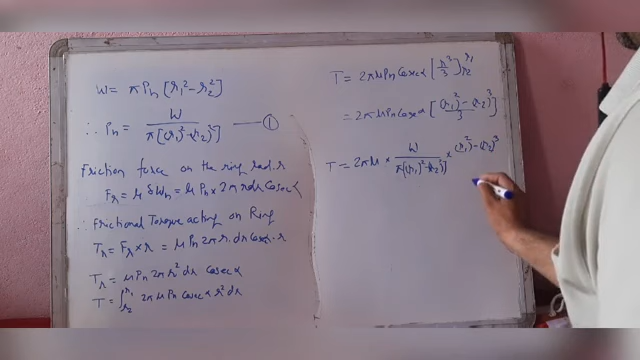 W = π Pn [r1² - r2²]
∴ Pn = W / π[(r1)² - (r2)²] —— ①
Friction force on the ring rad. r
Fr = μ δWn = μ Pn × 2π r dr Cosec α
∴ Frictional Torque acting on Ring
Tr = Fr × r = μ Pn 2π r. dr Cosec α. r
Tr = μ Pn 2π r² dr Cosec α
T = ∫r2^r1 2π μ Pn cosec α r² dr
T = 2π μ Pn Cosec α [r³/3]r2^r1
= 2π μ Pn Cosec α [(r1)² - (r2)³ / 3]
T = 2π μ × W / π[(r1)² - (r2)²] × (r1)² - (r2)³